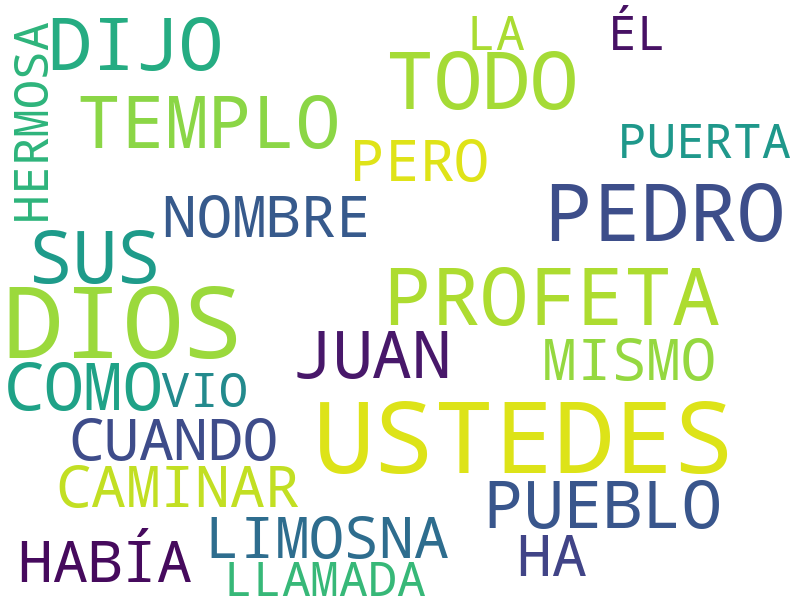 HERMOSA
DIJO
LA
ÉL
TODO
TEMPLO
PERO
PUERTA
NOMBRE
PEDRO
SUS
DIOS
PROFETA
JUAN
MISMO
COMO
VIO
USTEDES
CUANDO
CAMINAR
PUEBLO
LIMOSNA
HABÍA
HA
LLAMADA